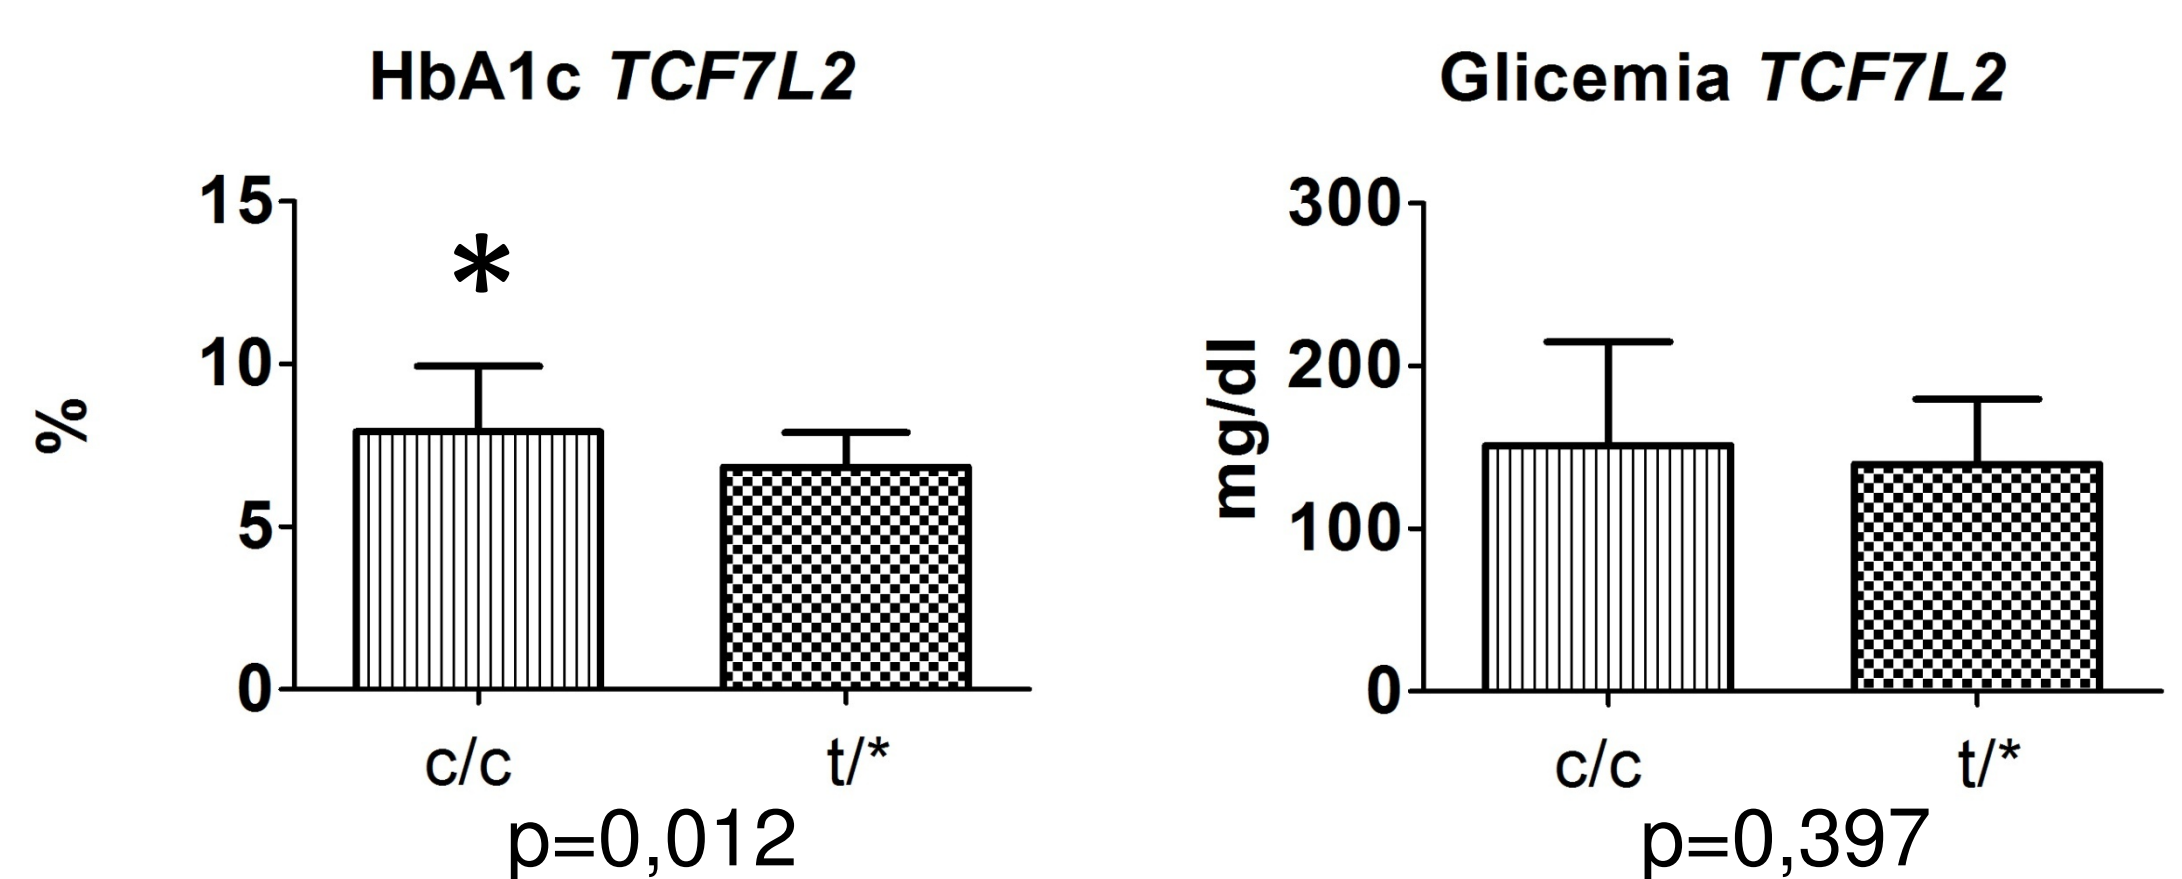 HbA1c TCF7L2
%
15
*
10
5
0
c/c t/*
p=0,012
Glicemia TCF7L2
mg/dl
300
200
100
0
c/c t/*
p=0,397